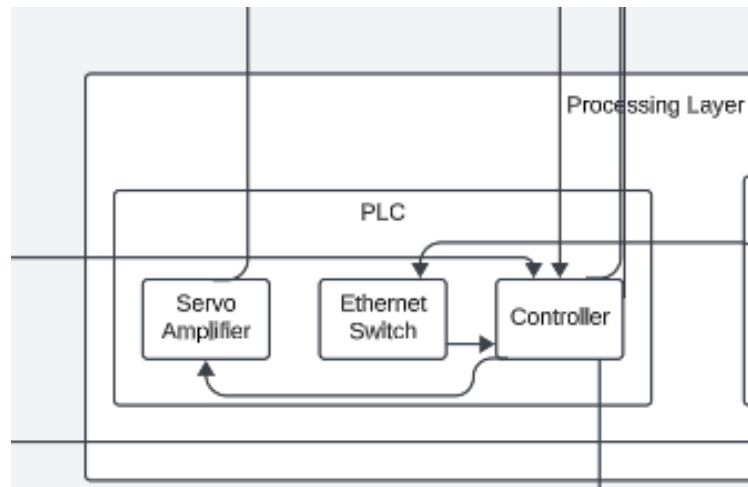 Processing Layer
PLC
Servo
Amplifier
Ethernet
Switch
Controller